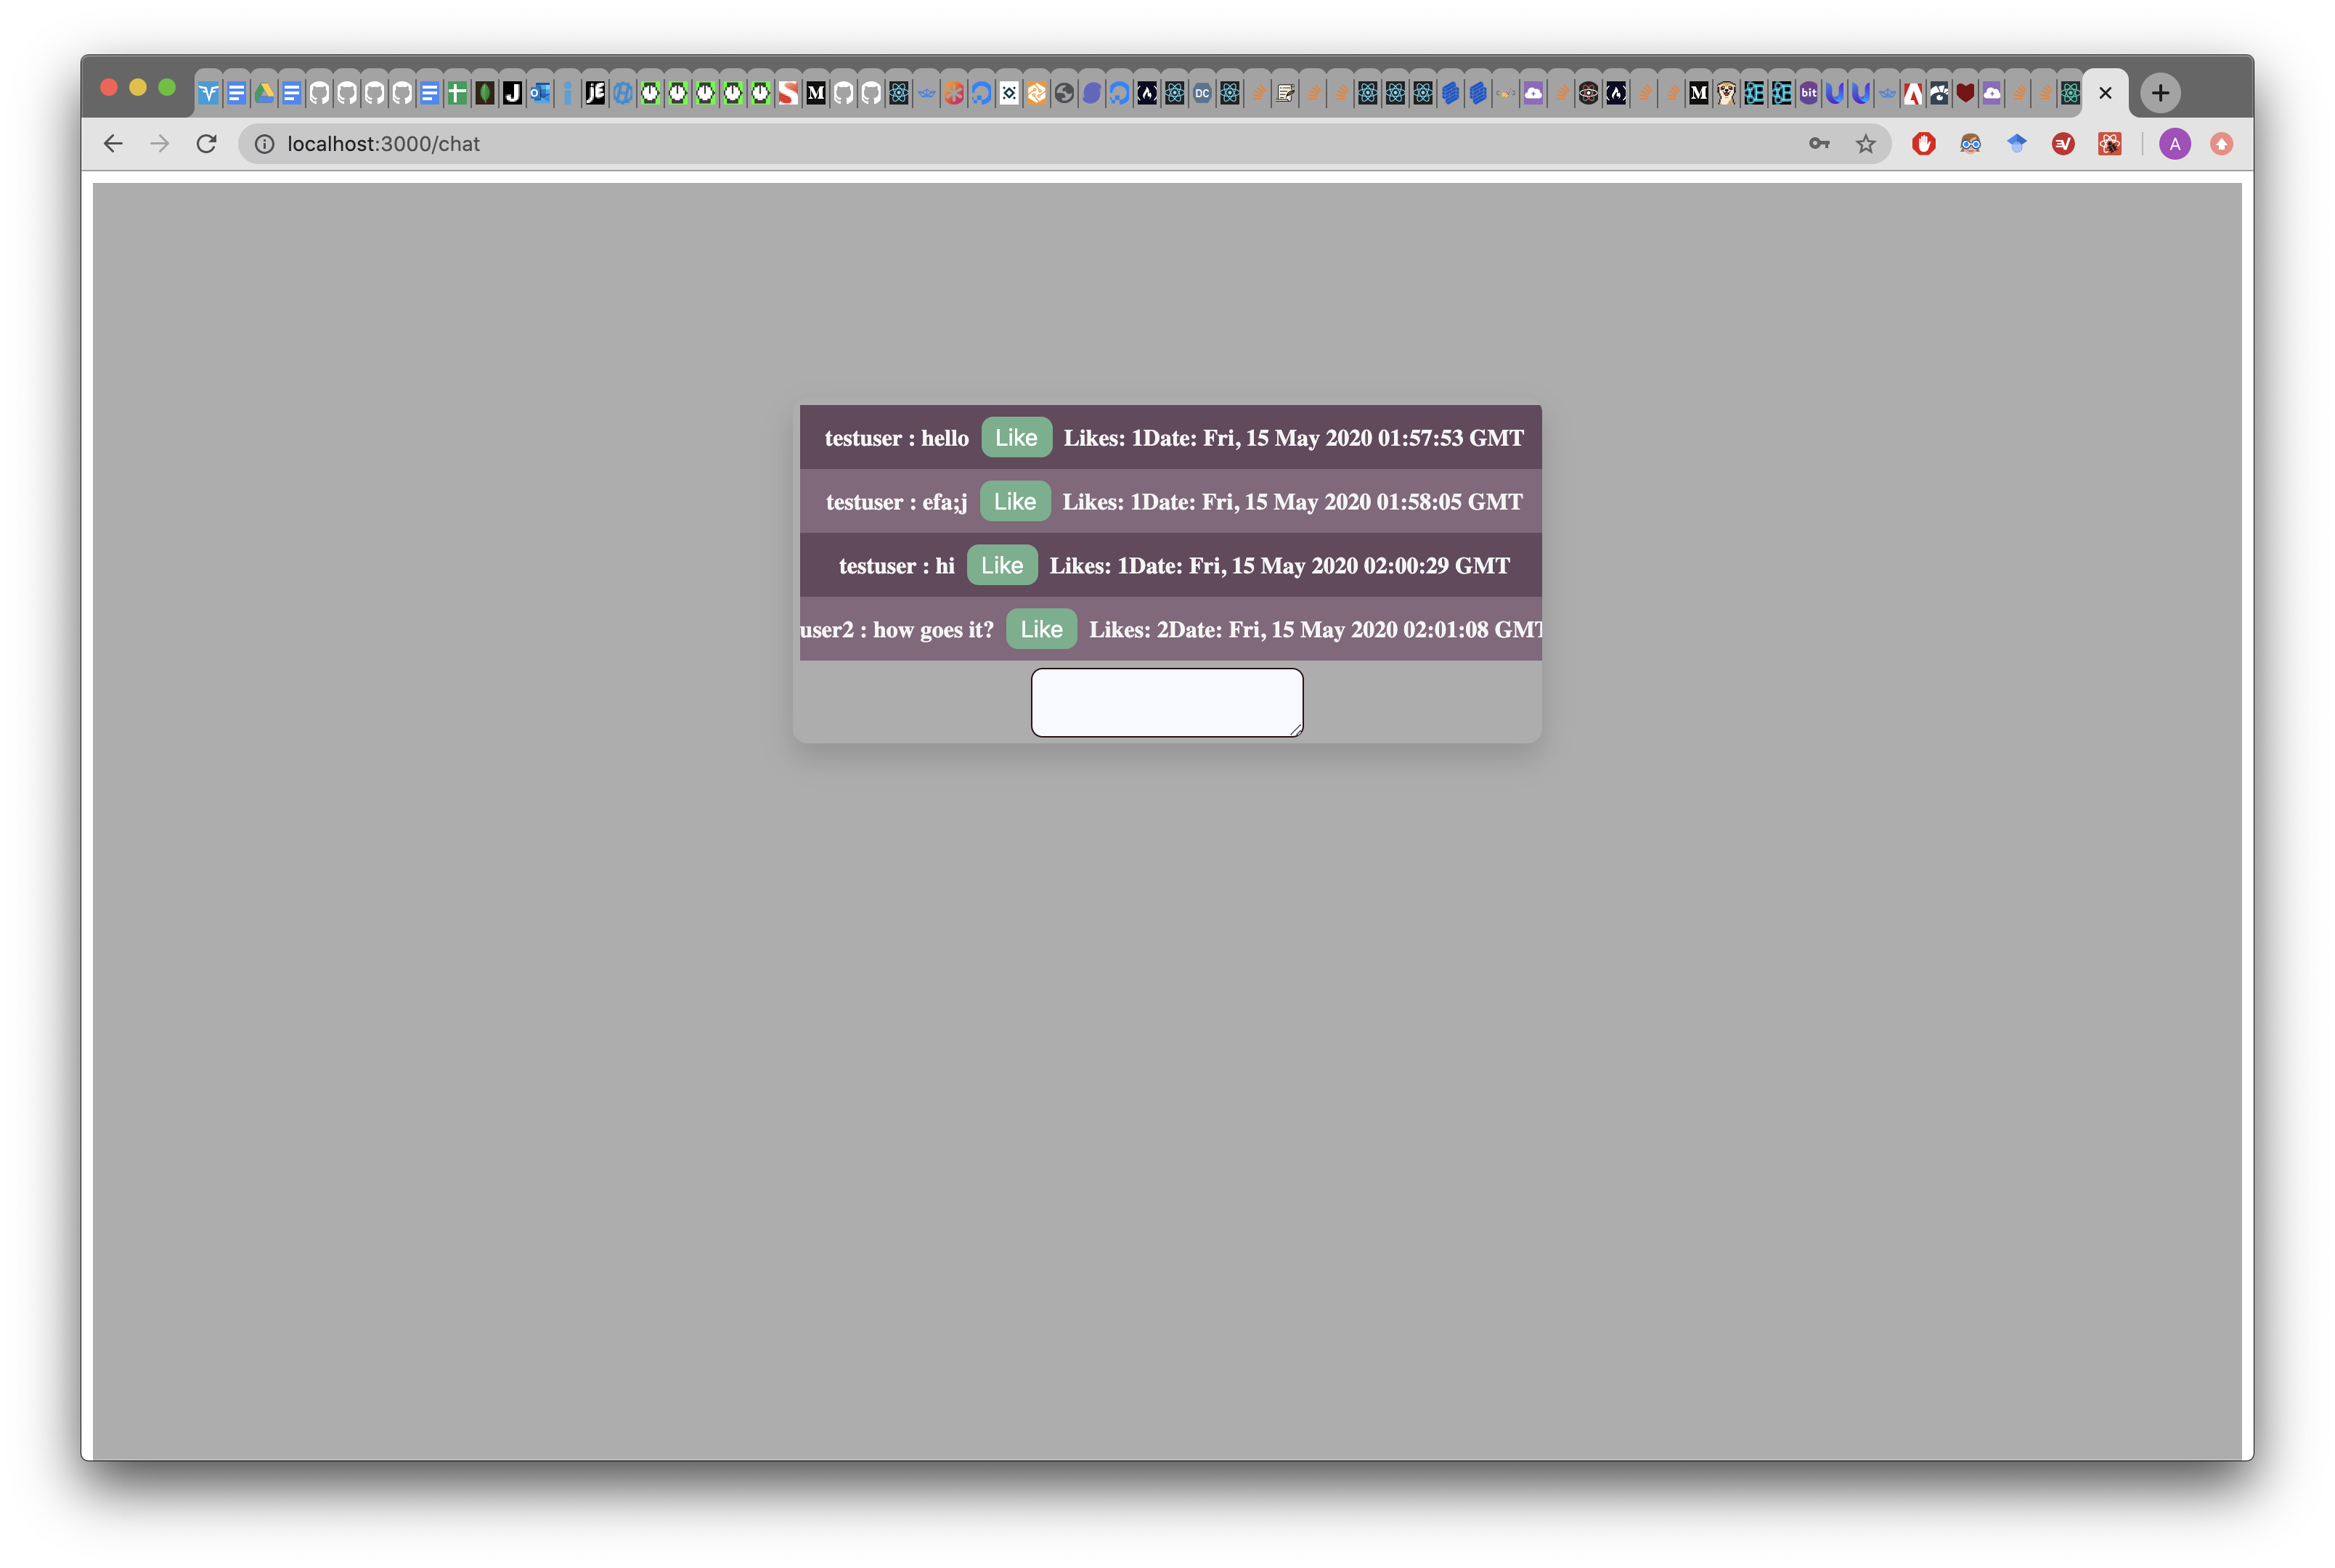 localhost:3000/chat
A
testuser : hello Like Likes: 1Date: Fri, 15 May 2020 01:57:53 GMT
testuser : efa;j Like Likes: 1Date: Fri, 15 May 2020 01:58:05 GMT
testuser : hi Like Likes: 1Date: Fri, 15 May 2020 02:00:29 GMT
user2 : how goes it? Like Likes: 2Date: Fri, 15 May 2020 02:01:08 GMT